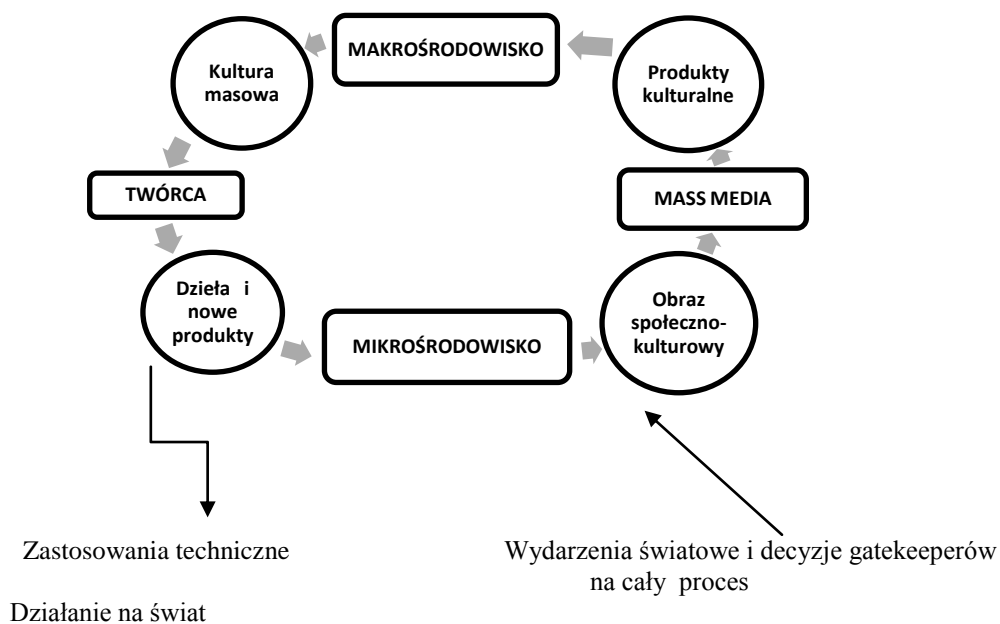 MAKROŚRODOWISKO
Kultura
masowa
Produkty
kulturalne
TWÓRCA
MASS MEDIA
Dzieła i
nowe
produkty
MIKROŚRODOWISKO
Obraz
społeczno-
kulturowy
Zastosowania techniczne
Wydarzenia światowe i decyzje gatekeeperów
na cały proces
Działanie na świat